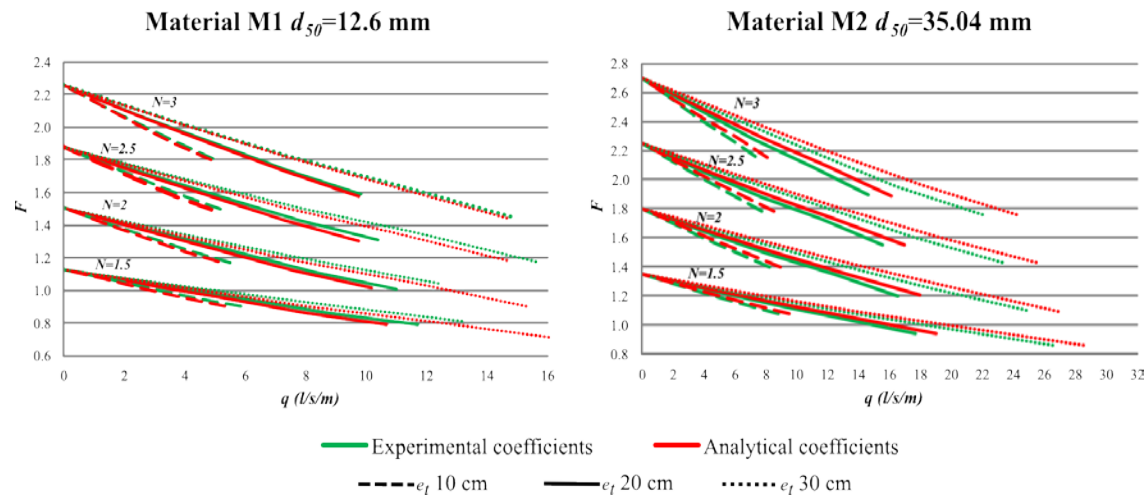 Material M1 d50=12.6 mm
F
2.4
2.2
2.0
1.8
1.6
1.4
1.2
1.0
0.8
0.6
N=3
N=2.5
N=2
N=1.5
0 2 4 6 8 10 12 14 16
q (l/s/m)
Material M2 d50=35.04 mm
F
2.8
2.6
2.4
2.2
2.0
1.8
1.6
1.4
1.2
1.0
0.8
N=3
N=2.5
N=2
N=1.5
0 2 4 6 8 10 12 14 16 18 20 22 24 26 28 30 32
q (l/s/m)
Experimental coefficients Analytical coefficients
et 10 cm et 20 cm et 30 cm